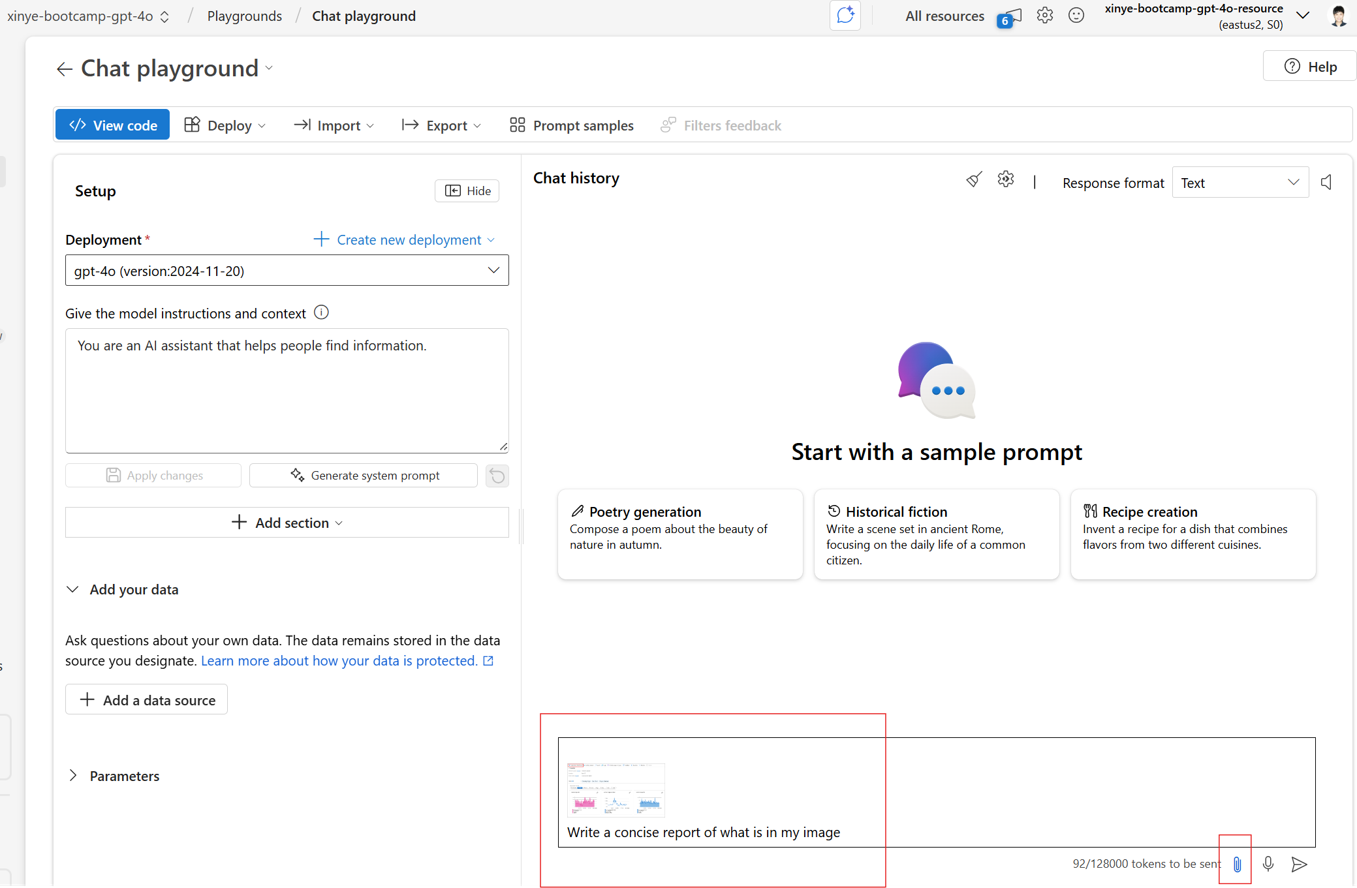 xinye-bootcamp-gpt-4o / Playgrounds / Chat playground
All resources
6
xinye-bootcamp-gpt-4o-resource
(eastus2, S0)
Chat playground
Help
View code
Deploy
Import
Export
Prompt samples
Filters feedback
Setup
Hide
Deployment *
Create new deployment
gpt-4o (version:2024-11-20)
Give the model instructions and context
You are an AI assistant that helps people find information.
Apply changes
Generate system prompt
Add section
Add your data
Ask questions about your own data. The data remains stored in the data
source you designate. Learn more about how your data is protected.
Add a data source
Parameters
Chat history
Response format
Text
Start with a sample prompt
Poetry generation
Compose a poem about the beauty of
nature in autumn.
Historical fiction
Write a scene set in ancient Rome,
focusing on the daily life of a common
citizen.
Recipe creation
Invent a recipe for a dish that combines
flavors from two different cuisines.
Write a concise report of what is in my image
92/128000 tokens to be sent